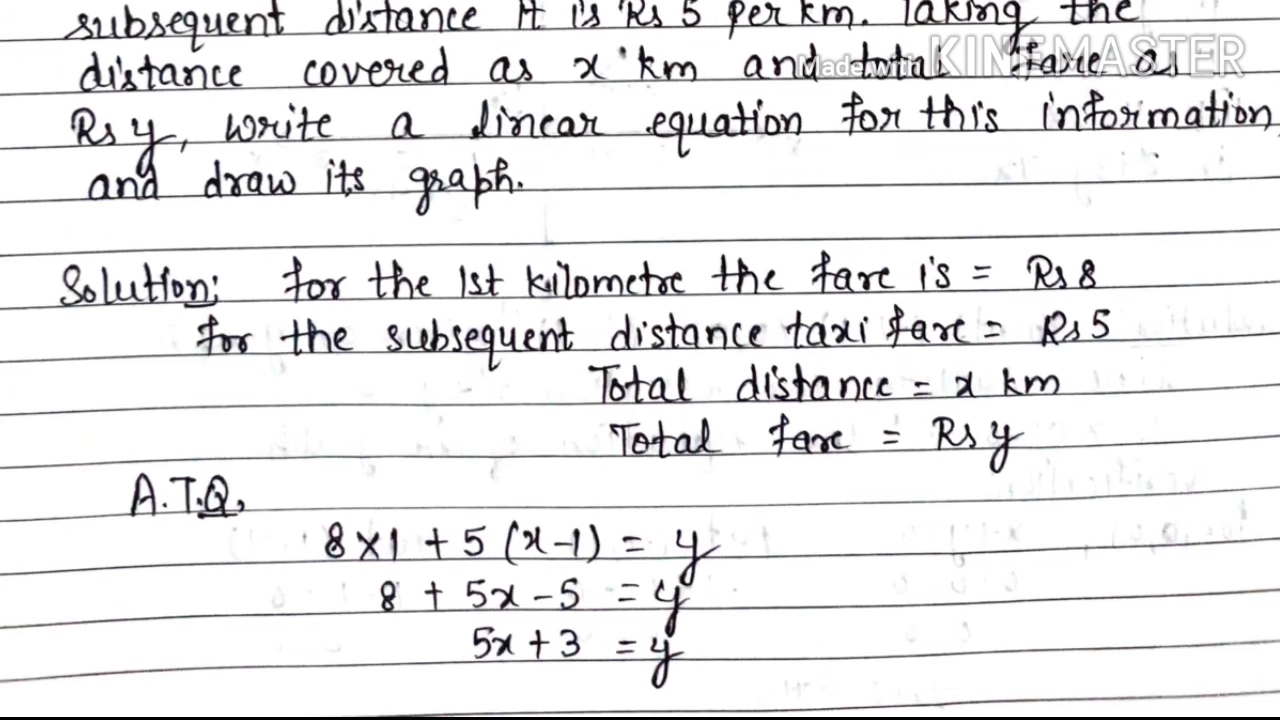 subsequent distance it is Rs 5 per km. Taking the
distance covered as x km and total fare as
Made with KINEMASTER
Rs y, write a linear equation for this information
and draw its graph.
Solution: for the 1st kilometre the fare is = Rs 8
for the subsequent distance taxi fare = Rs 5
Total distance = x km
Total fare = Rs y
A.T.Q,
8 × 1 + 5 (x - 1) = y
8 + 5x - 5 = y
5x + 3 = y